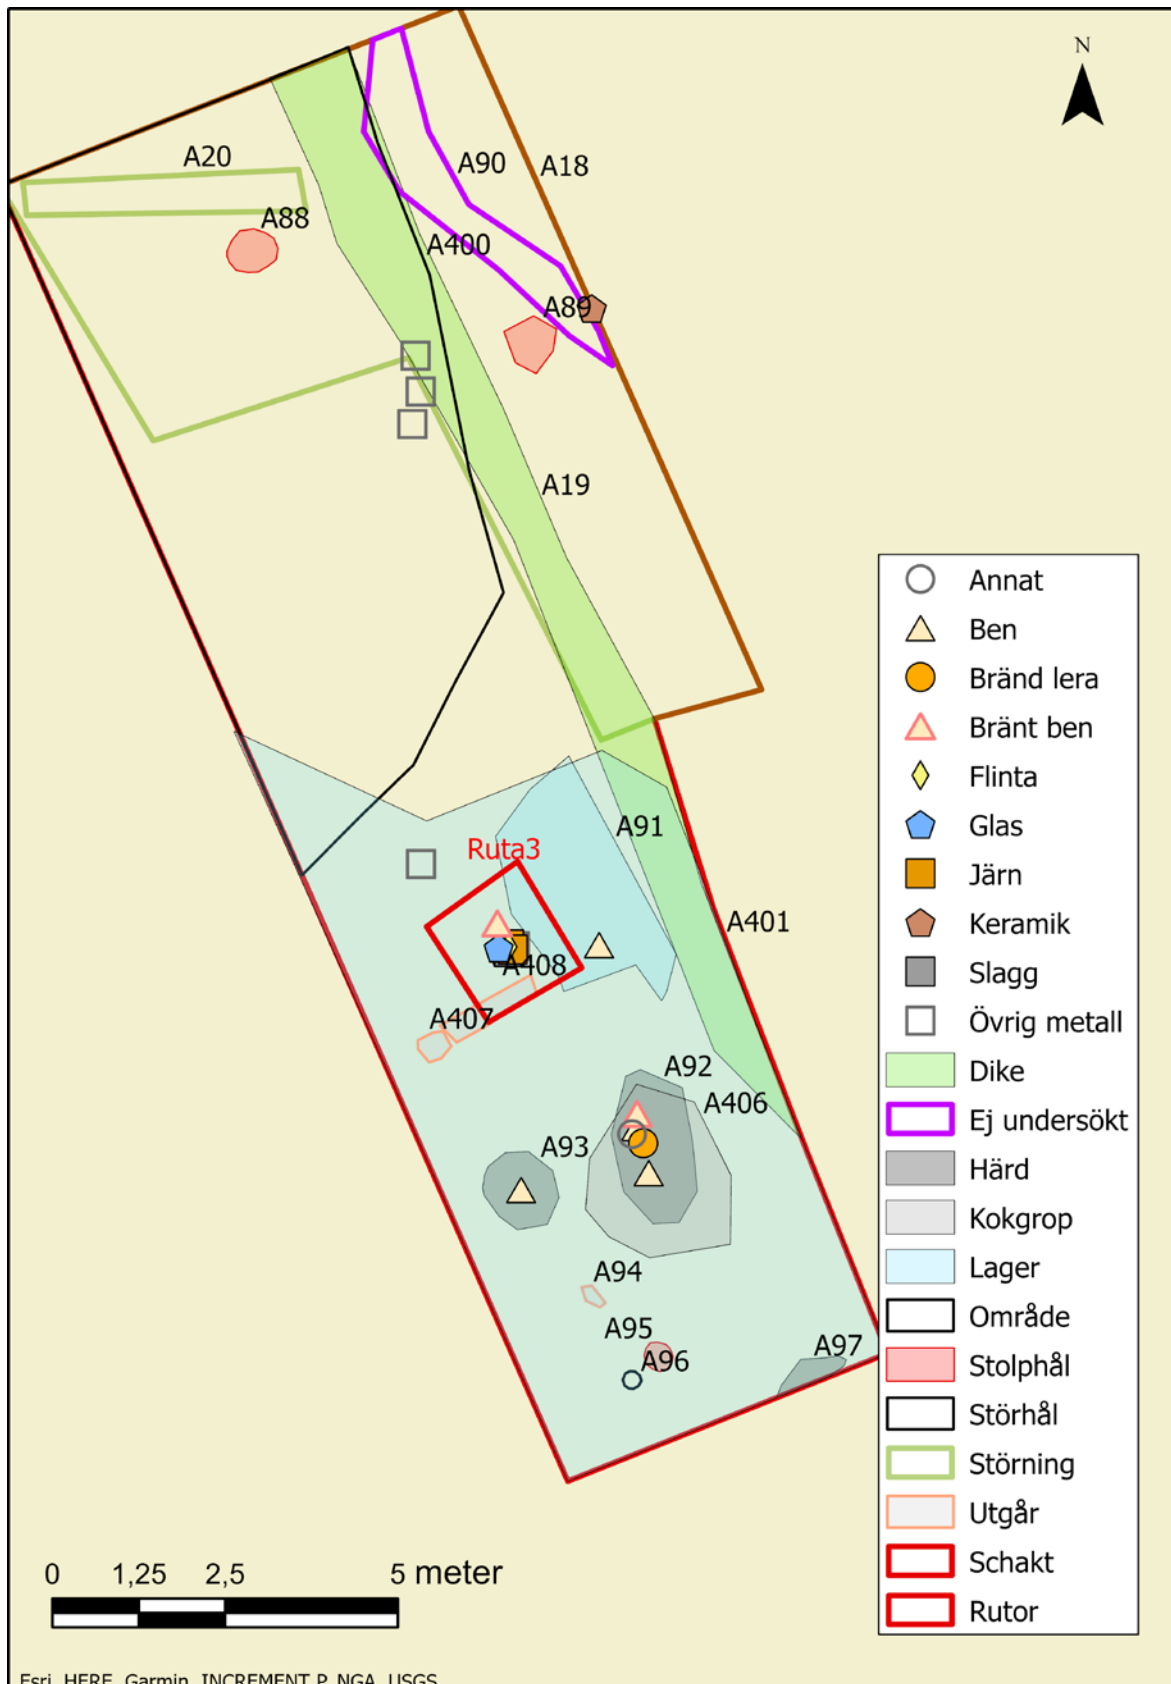 N
A20
A90
A18
A88
A400
A89
A19
A91
Ruta3
A401
A408
A407
A92
A406
A93
A94
A95
A96
A97
Annat
Ben
Bränd lera
Bränt ben
Flinta
Glas
Järn
Keramik
Slagg
Övrig metall
Dike
Ej undersökt
Härd
Kokgrop
Lager
Område
Stolphål
Störhål
Störning
Utgår
Schakt
Rutor
0 1,25 2,5 5 meter
Esri, HERE, Garmin, INCREMENT P, NGA, USGS